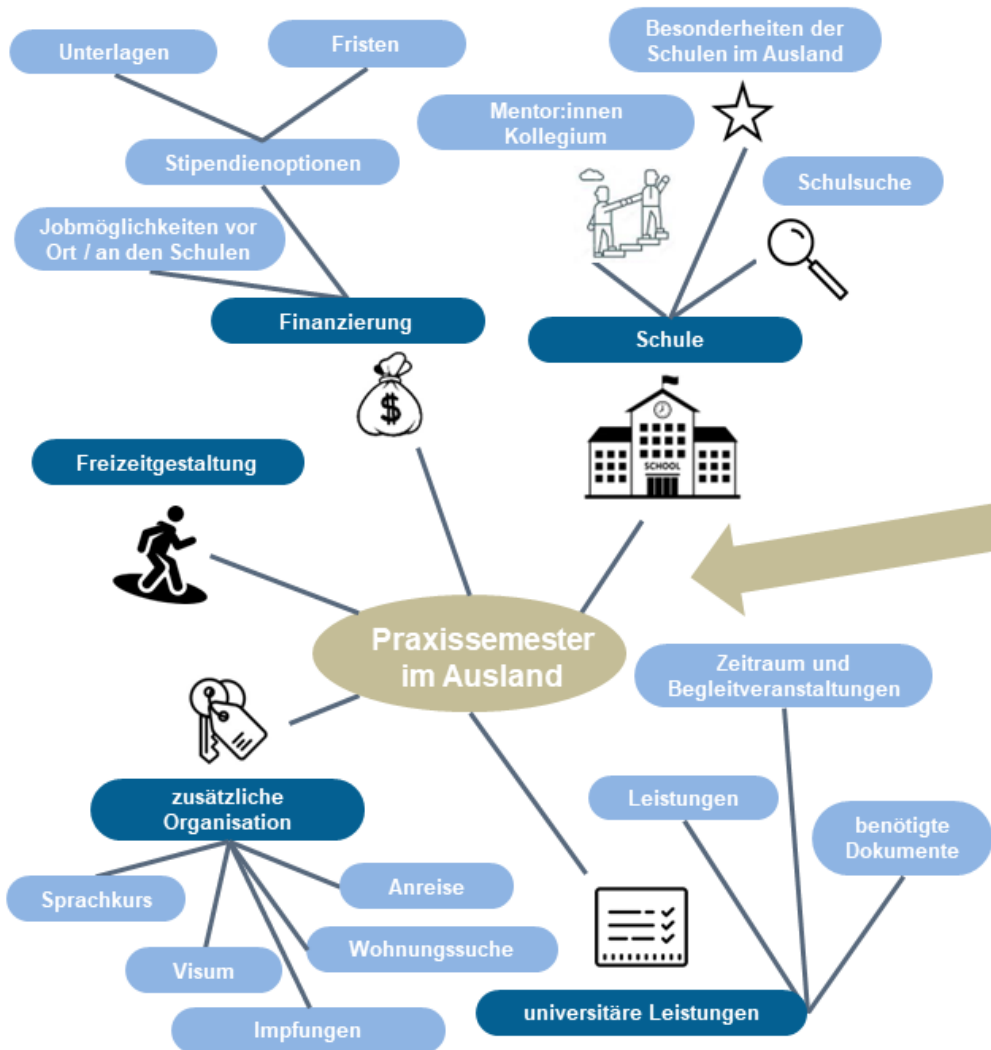 Unterlagen
Fristen
Besonderheiten der
Schulen im Ausland
Mentor:innen
Kollegium
Stipendienoptionen
Schulsuche
Jobmöglichkeiten vor
Ort / an den Schulen
Finanzierung
Schule
$
SCHOOL
Freizeitgestaltung
Praxissemester
im Ausland
Zeitraum und
Begleitveranstaltungen
zusätzliche
Organisation
Leistungen
benötigte
Dokumente
Sprachkurs
Anreise
Wohnungssuche
Visum
Impfungen
universitäre Leistungen